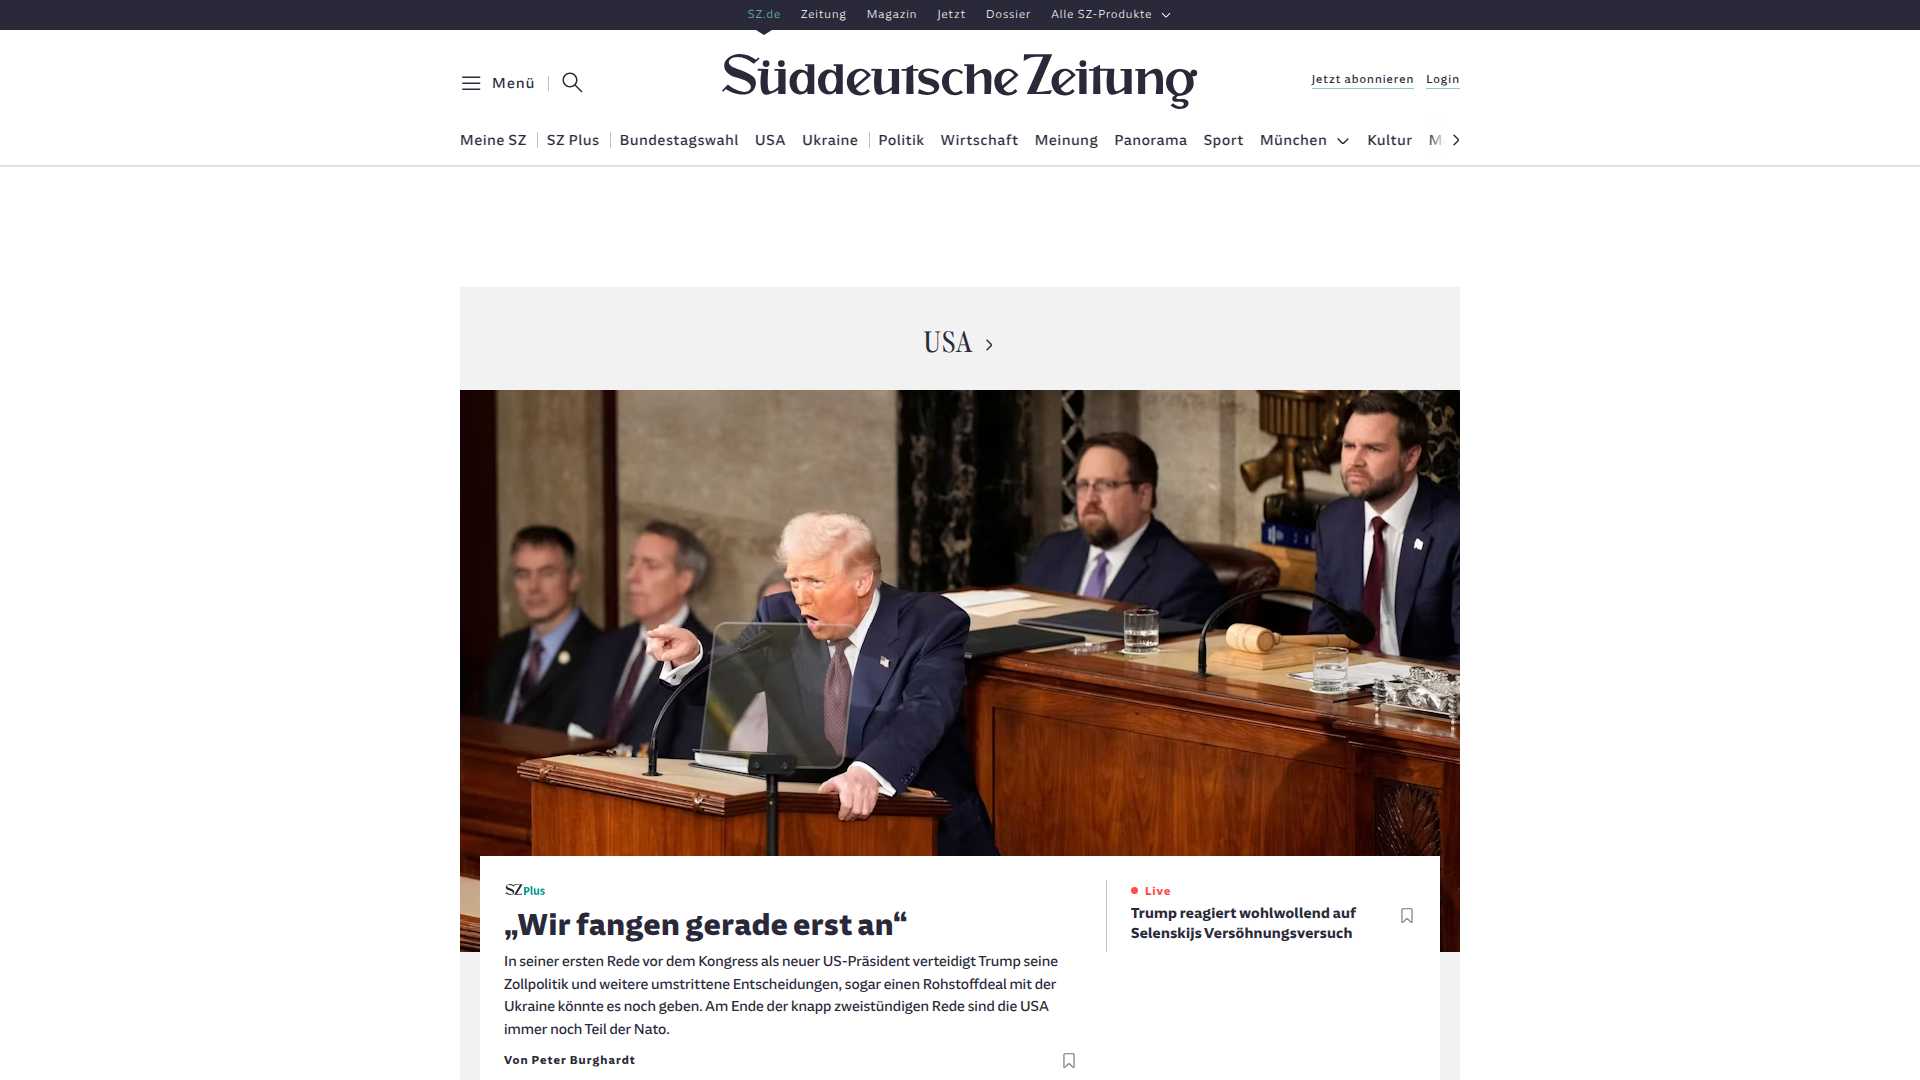 SZ.de Zeitung Magazin Jetzt Dossier Alle SZ-Produkte
Menü
Süddeutsche Zeitung
Jetzt abonnieren Login
Meine SZ SZ Plus Bundestagswahl USA Ukraine Politik Wirtschaft Meinung Panorama Sport München Kultur M
USA
SZ Plus
„Wir fangen gerade erst an“
In seiner ersten Rede vor dem Kongress als neuer US-Präsident verteidigt Trump seine
Zollpolitik und weitere umstrittene Entscheidungen, sogar einen Rohstoffdeal mit der
Ukraine könnte es noch geben. Am Ende der knapp zweistündigen Rede sind die USA
immer noch Teil der Nato.
Von Peter Burghardt
Live
Trump reagiert wohlwollend auf
Selenskijs Versöhnungsversuch